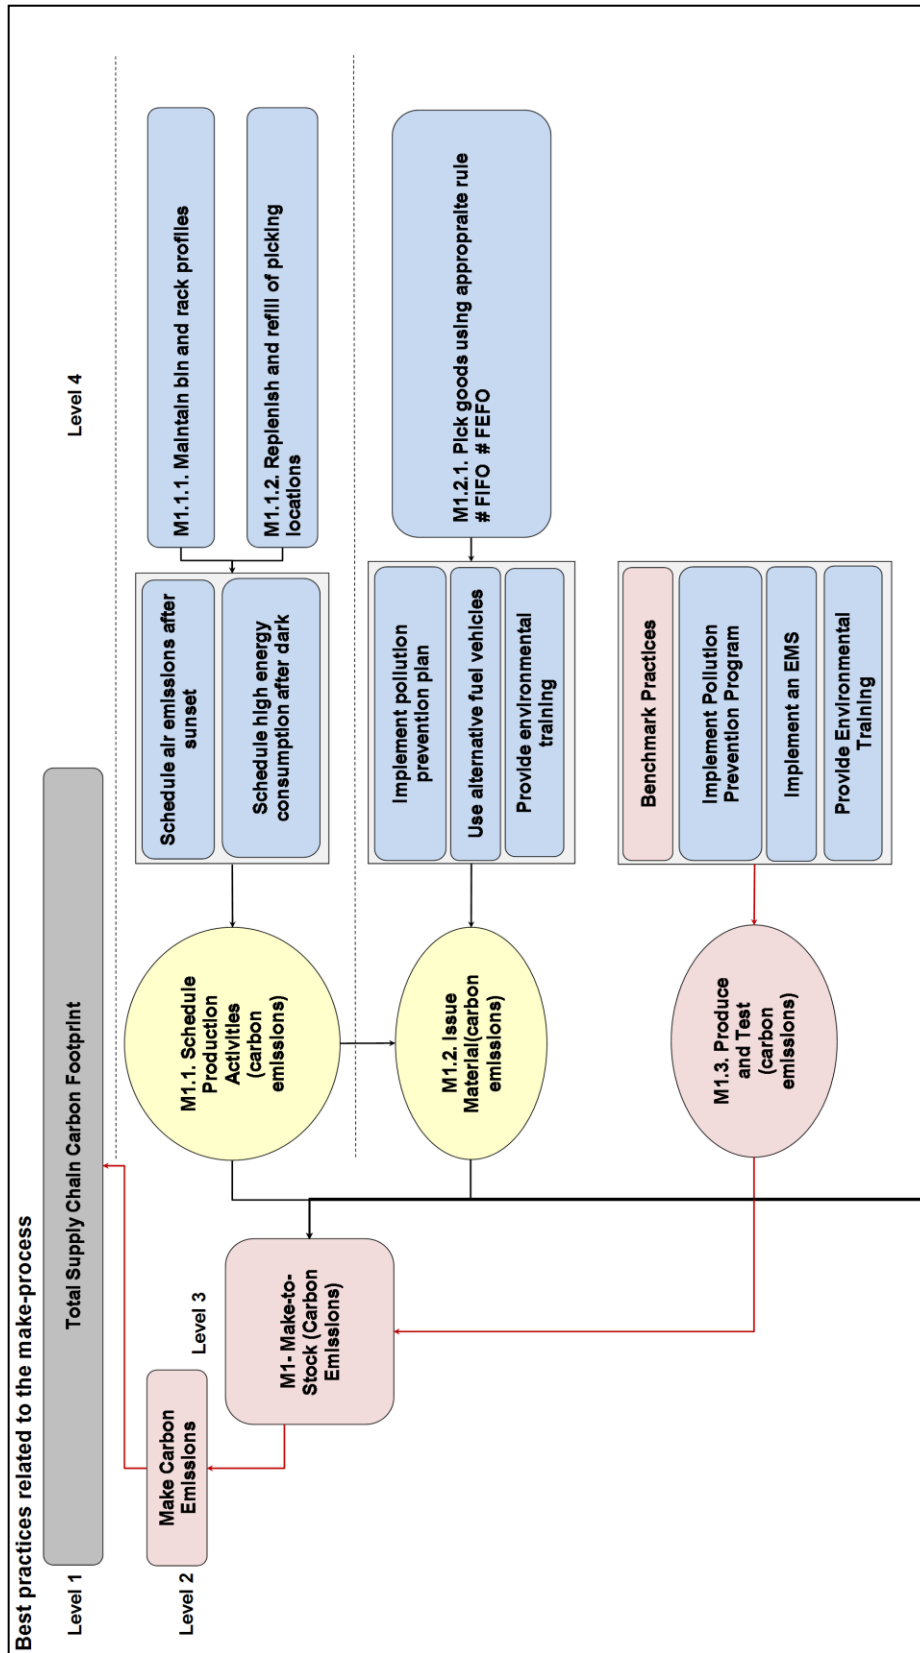 Best practices related to the make-process
Level 1
Total Supply Chain Carbon Footprint
Level 4
Level 2
Make Carbon
Emissions
Level 3
M1- Make-to-
Stock (Carbon
Emissions)
M1.1. Schedule
Production
Activities
(carbon
emissions)
Schedule air emissions after
sunset
Schedule high energy
consumption after dark
M1.1.1. Maintain bin and rack profiles
M1.1.2. Replenish and refill of picking
locations
M1.2. Issue
Material(carbon
emissions)
Implement pollution
prevention plan
Use alternative fuel vehicles
Provide environmental
training
M1.2.1. Pick goods using appropraite rule
# FIFO # FEFO
M1.3. Produce
and Test
(carbon
emissions)
Benchmark Practices
Implement Pollution
Prevention Program
Implement an EMS
Provide Environmental
Training